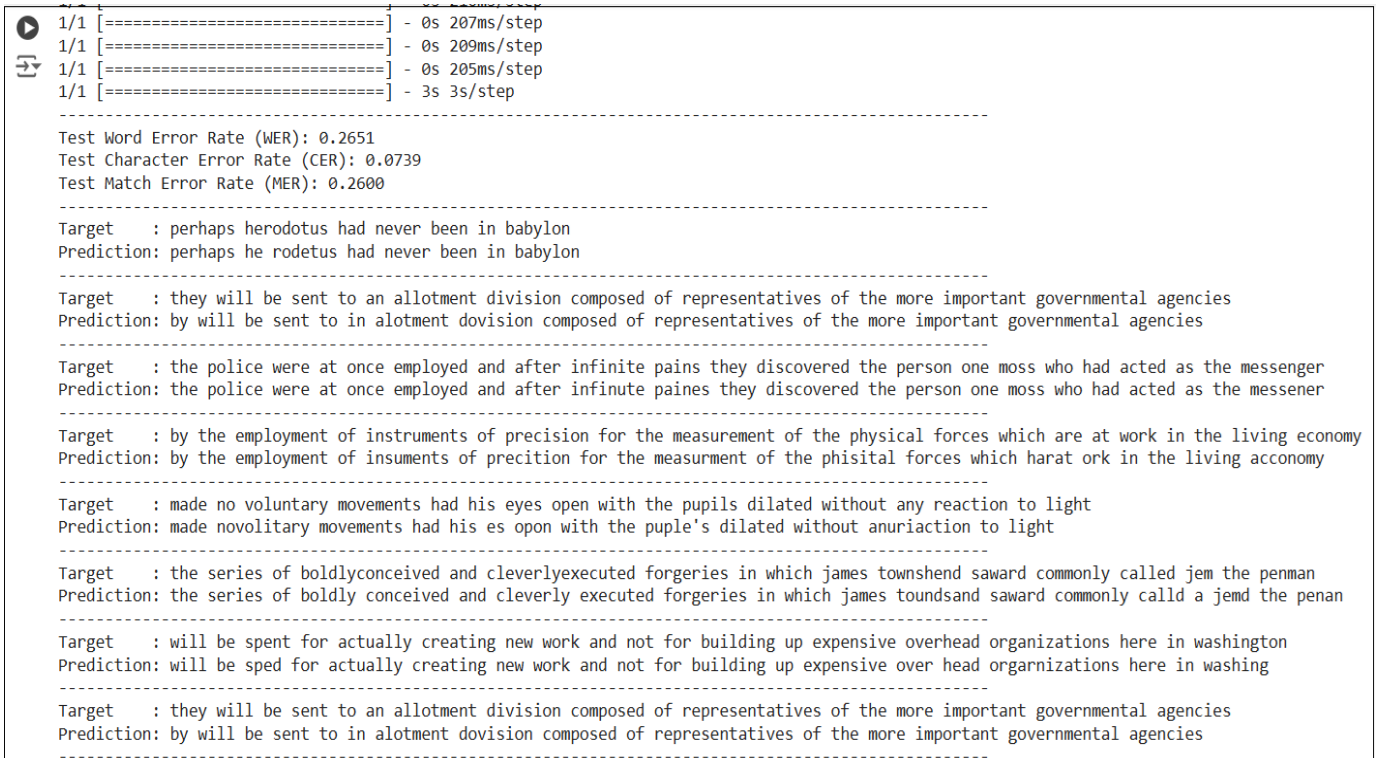 1/1 [==============================] - 0s 210ms/step
1/1 [==============================] - 0s 207ms/step
1/1 [==============================] - 0s 209ms/step
1/1 [==============================] - 0s 205ms/step
1/1 [==============================] - 3s 3s/step
----------------------------------------------------------------------------------------------------
Test Word Error Rate (WER): 0.2651
Test Character Error Rate (CER): 0.0739
Test Match Error Rate (MER): 0.2600
----------------------------------------------------------------------------------------------------
Target    : perhaps herodotus had never been in babylon
Prediction: perhaps he rodetus had never been in babylon
----------------------------------------------------------------------------------------------------
Target    : they will be sent to an allotment division composed of representatives of the more important governmental agencies
Prediction: by will be sent to in alotment dovision composed of representatives of the more important governmental agencies
----------------------------------------------------------------------------------------------------
Target    : the police were at once employed and after infinite pains they discovered the person one moss who had acted as the messenger
Prediction: the police were at once employed and after infinute paines they discovered the person one moss who had acted as the messener
----------------------------------------------------------------------------------------------------
Target    : by the employment of instruments of precision for the measurement of the physical forces which are at work in the living economy
Prediction: by the employment of insuments of precition for the measurment of the phisital forces which harat ork in the living acconomy
----------------------------------------------------------------------------------------------------
Target    : made no voluntary movements had his eyes open with the pupils dilated without any reaction to light
Prediction: made novolitary movements had his es opon with the puple's dilated without anuriaction to light
----------------------------------------------------------------------------------------------------
Target    : the series of boldlyconceived and cleverlyexecuted forgeries in which james townshend saward commonly called jem the penman
Prediction: the series of boldly conceived and cleverly executed forgeries in which james toundsand saward commonly calld a jemd the penan
----------------------------------------------------------------------------------------------------
Target    : will be spent for actually creating new work and not for building up expensive overhead organizations here in washington
Prediction: will be sped for actually creating new work and not for building up expensive over head orgarnizations here in washing
----------------------------------------------------------------------------------------------------
Target    : they will be sent to an allotment division composed of representatives of the more important governmental agencies
Prediction: by will be sent to in alotment dovision composed of representatives of the more important governmental agencies
----------------------------------------------------------------------------------------------------